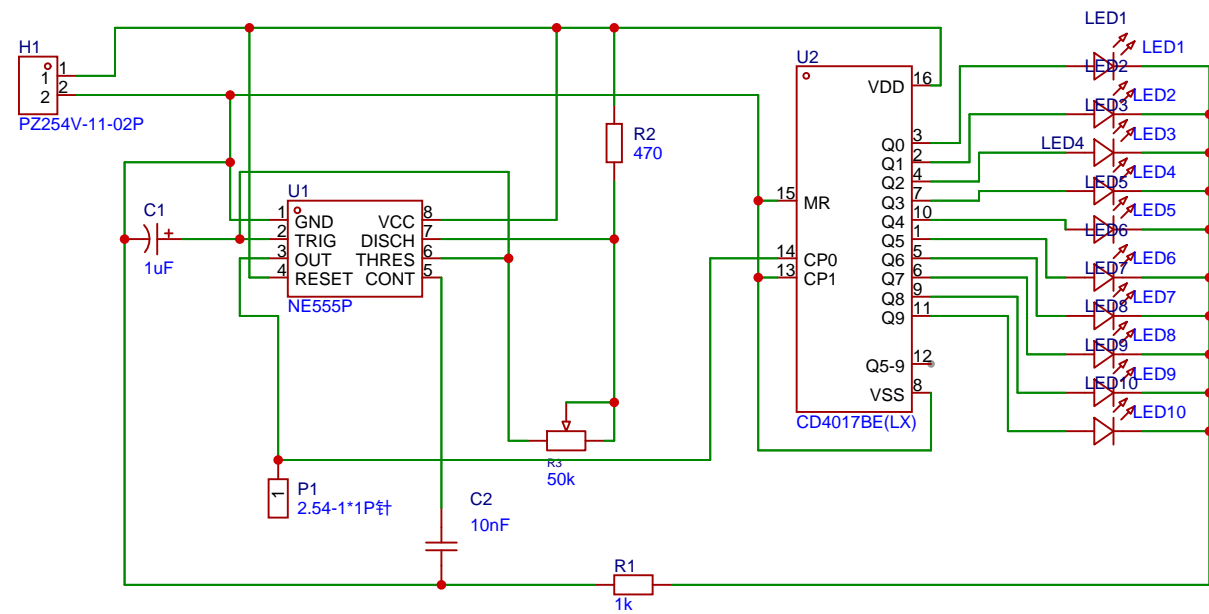 H1
1
1
2
2
PZ254V-11-02P
C1
1uF
U1
1
GND
2
TRIG
3
OUT
4
RESET
VCC
8
DISCH
7
THRES
6
CONT
5
NE555P
R2
470
R3
50k
P1
1
2.54-1*1P针
C2
10nF
R1
1k
U2
15
MR
14
CP0
13
CP1
VDD
16
Q0
3
Q1
2
Q2
4
Q3
7
Q4
10
Q5
1
Q6
5
Q7
6
Q8
9
Q9
11
Q5-9
12
VSS
8
CD4017BE(LX)
LED1
LED1
LED2
LED2
LED3
LED3
LED4
LED4
LED5
LED5
LED6
LED6
LED7
LED7
LED8
LED8
LED9
LED9
LED10
LED10